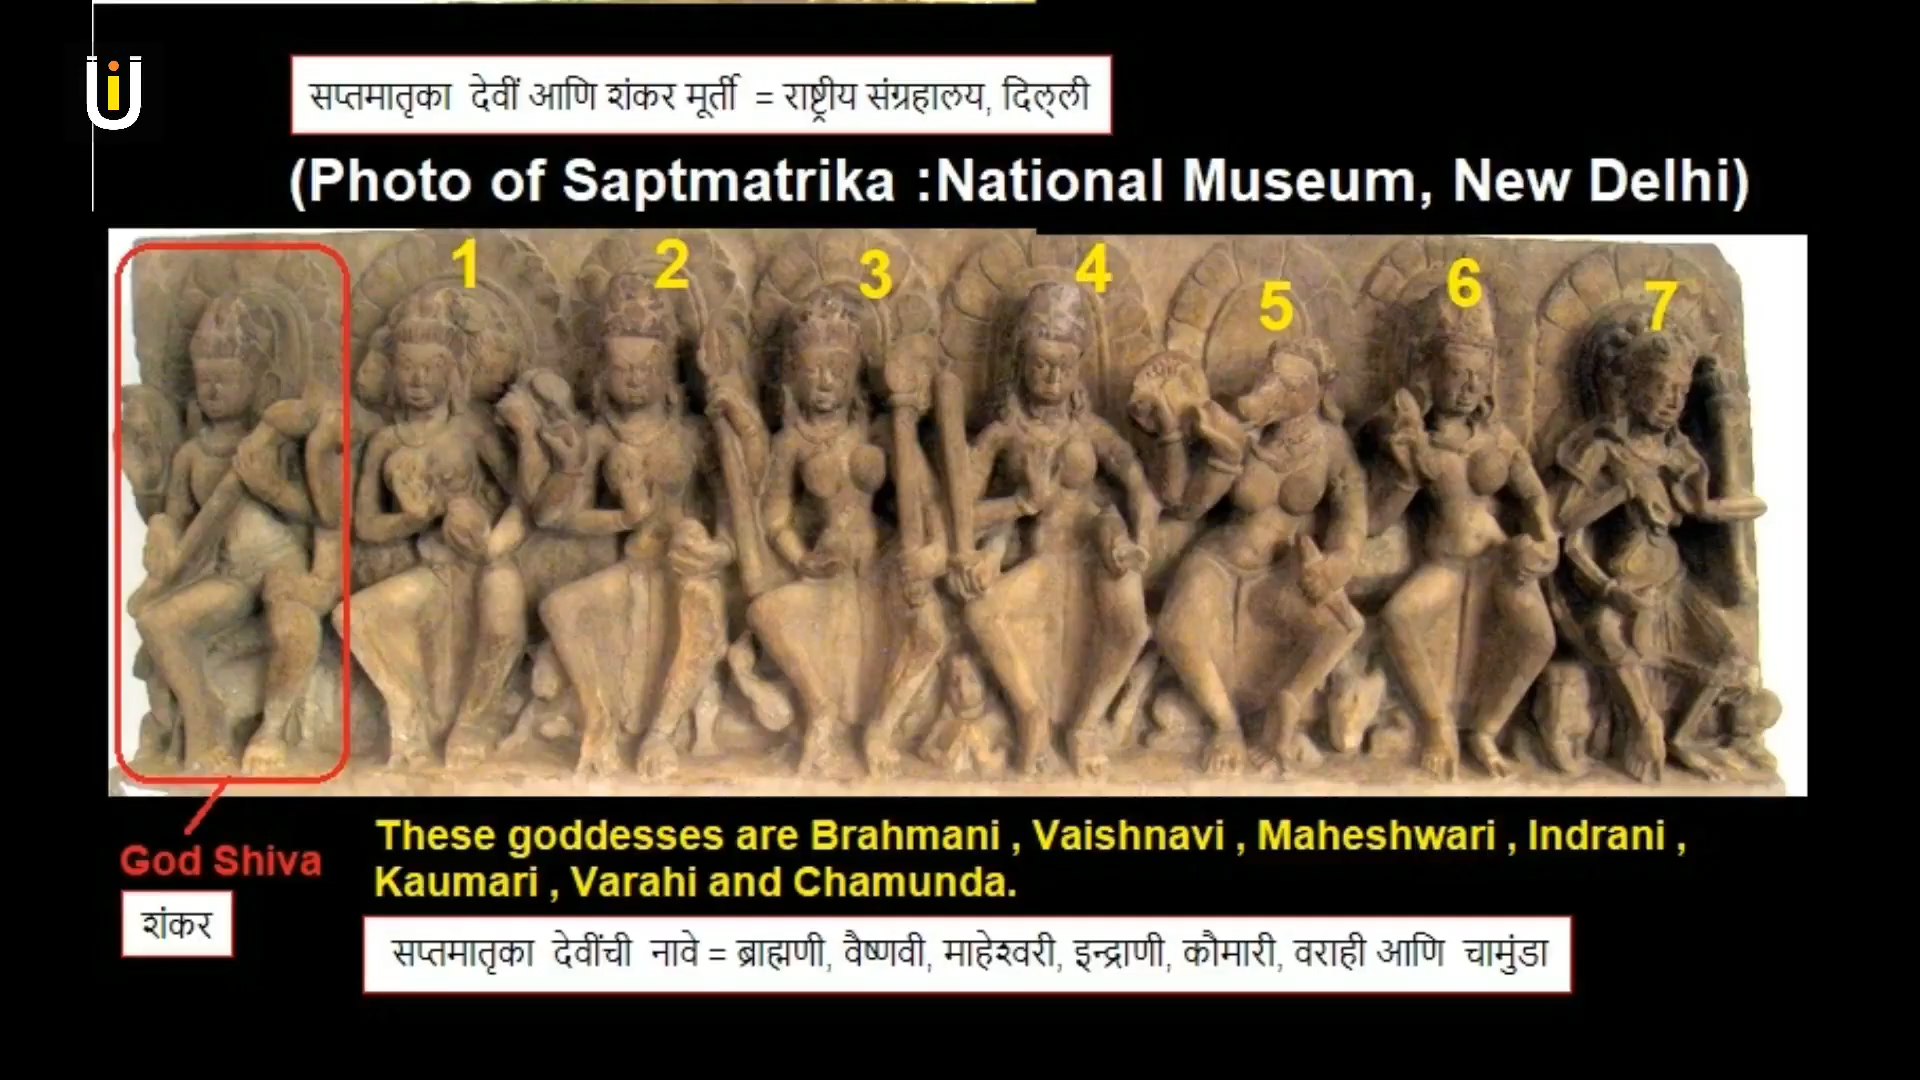 Ui
सप्तमातृका देवीं आणि शंकर मूर्ती = राष्ट्रीय संग्रहालय, दिल्ली
(Photo of Saptmatrika :National Museum, New Delhi)
1 2 3 4 5 6 7
God Shiva
शंकर
These goddesses are Brahmani , Vaishnavi , Maheshwari , Indrani ,
Kaumari , Varahi and Chamunda.
सप्तमातृका देवींची नावे = ब्राह्मणी, वैष्णवी, माहेश्वरी, इन्द्राणी, कौमारी, वराही आणि चामुंडा